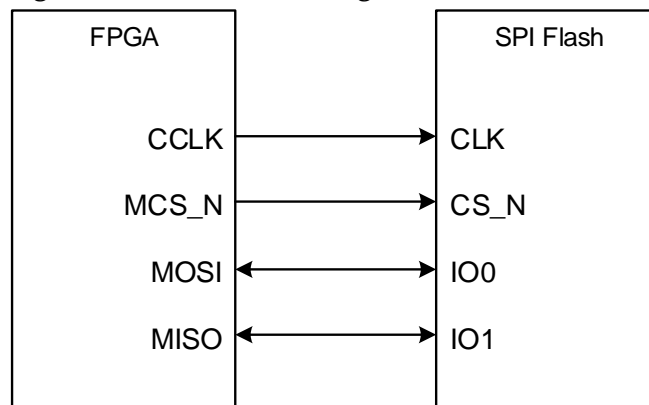 FPGA
SPI Flash
CCLK
CLK
MCS_N
CS_N
MOSI
IO0
MISO
IO1